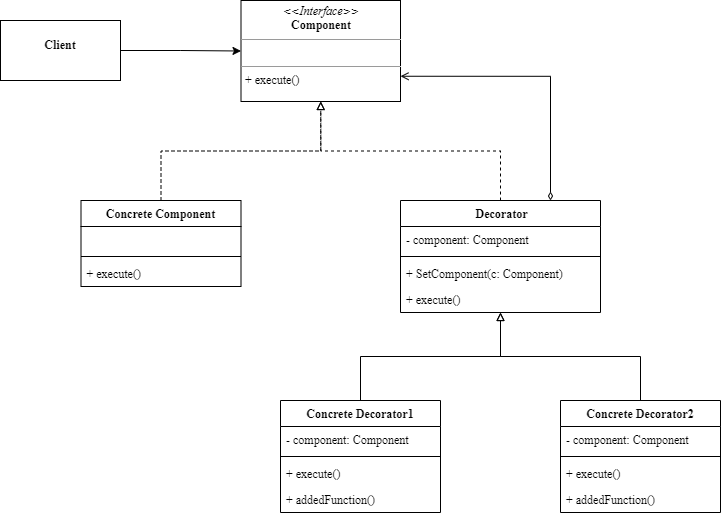 <<Interface>>
Component
Client
+ execute()
Concrete Component
+ execute()
Decorator
- component: Component
+ SetComponent(c: Component)
+ execute()
Concrete Decorator1
- component: Component
+ execute()
+ addedFunction()
Concrete Decorator2
- component: Component
+ execute()
+ addedFunction()